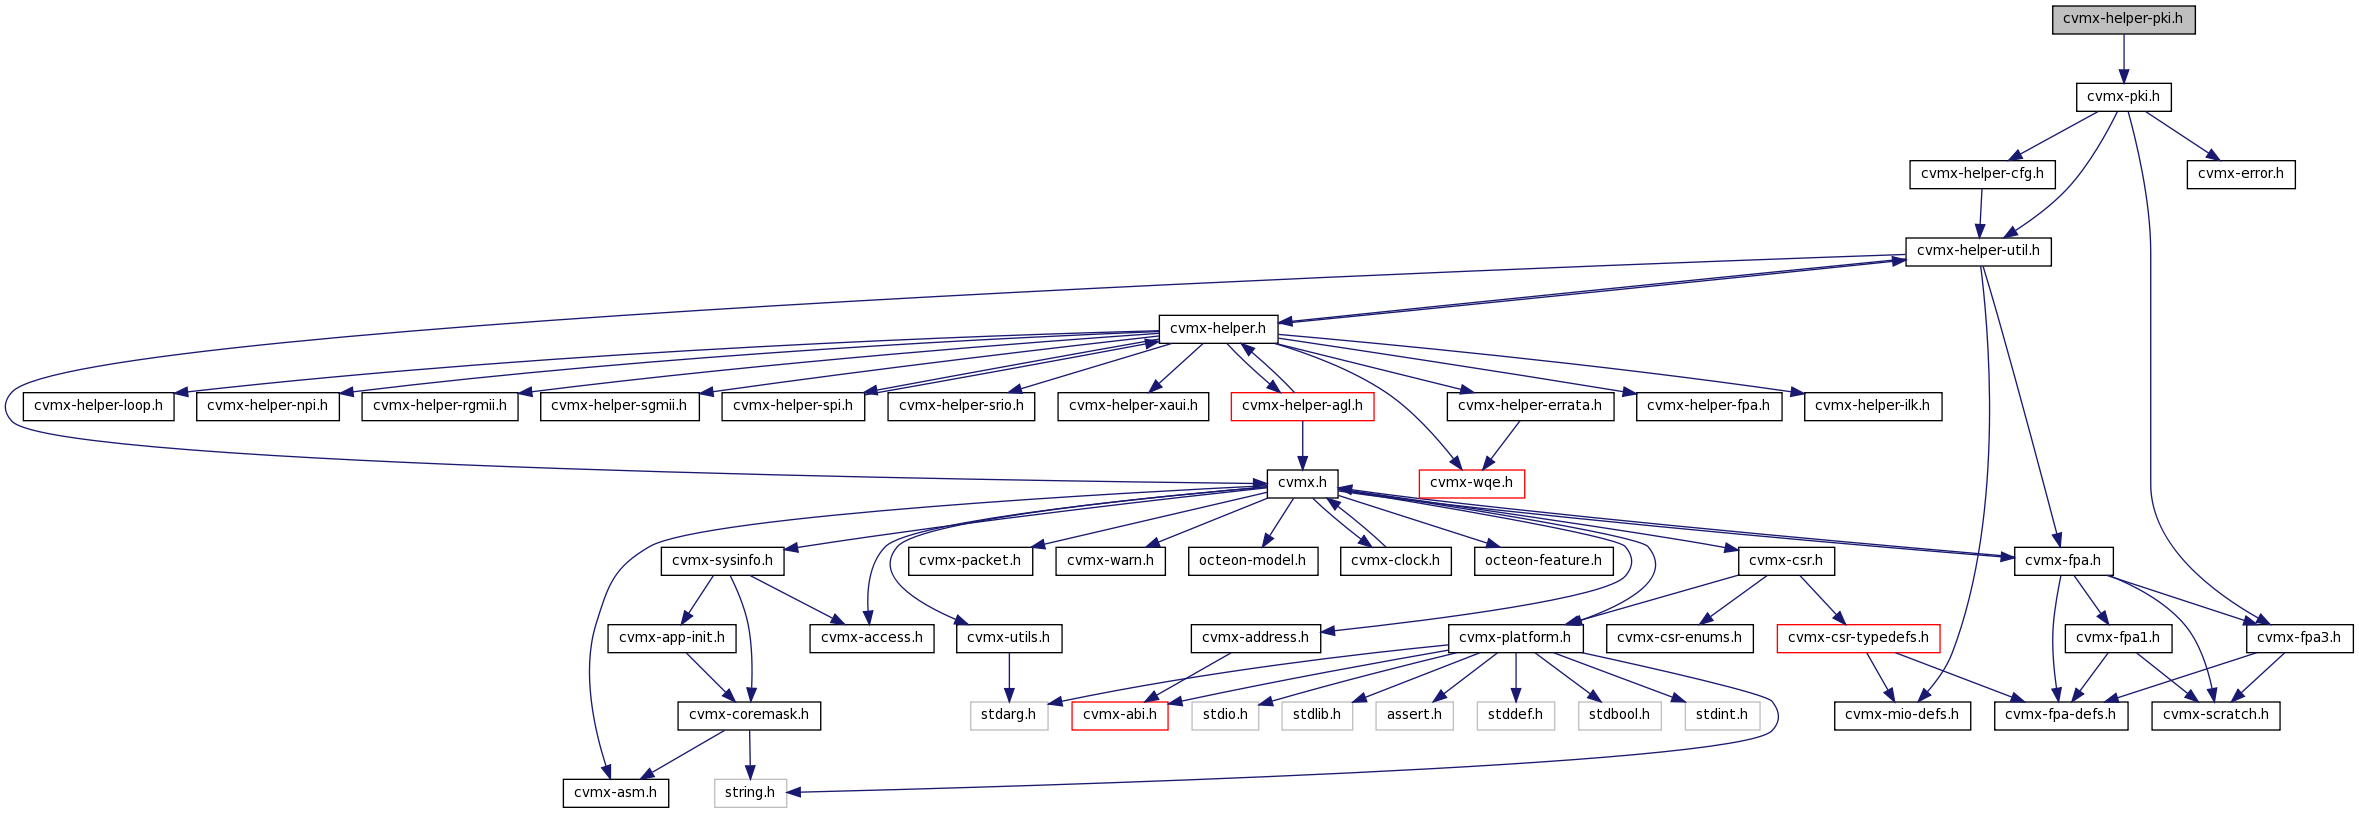 cvmx-helper-pki.h
cvmx-pki.h
cvmx-helper-cfg.h
cvmx-error.h
cvmx-helper-util.h
cvmx-helper.h
cvmx-helper-loop.h
cvmx-helper-npi.h
cvmx-helper-rgmii.h
cvmx-helper-sgmii.h
cvmx-helper-spi.h
cvmx-helper-srio.h
cvmx-helper-xaui.h
cvmx-helper-agl.h
cvmx-helper-errata.h
cvmx-helper-fpa.h
cvmx-helper-ilk.h
cvmx.h
cvmx-wqe.h
cvmx-sysinfo.h
cvmx-packet.h
cvmx-warn.h
octeon-model.h
cvmx-clock.h
octeon-feature.h
cvmx-csr.h
cvmx-fpa.h
cvmx-app-init.h
cvmx-access.h
cvmx-utils.h
cvmx-address.h
cvmx-platform.h
cvmx-csr-enums.h
cvmx-csr-typedefs.h
cvmx-fpa1.h
cvmx-fpa3.h
cvmx-coremask.h
stdarg.h
cvmx-abi.h
stdio.h
stdlib.h
assert.h
stddef.h
stdbool.h
stdint.h
cvmx-mio-defs.h
cvmx-fpa-defs.h
cvmx-scratch.h
cvmx-asm.h
string.h